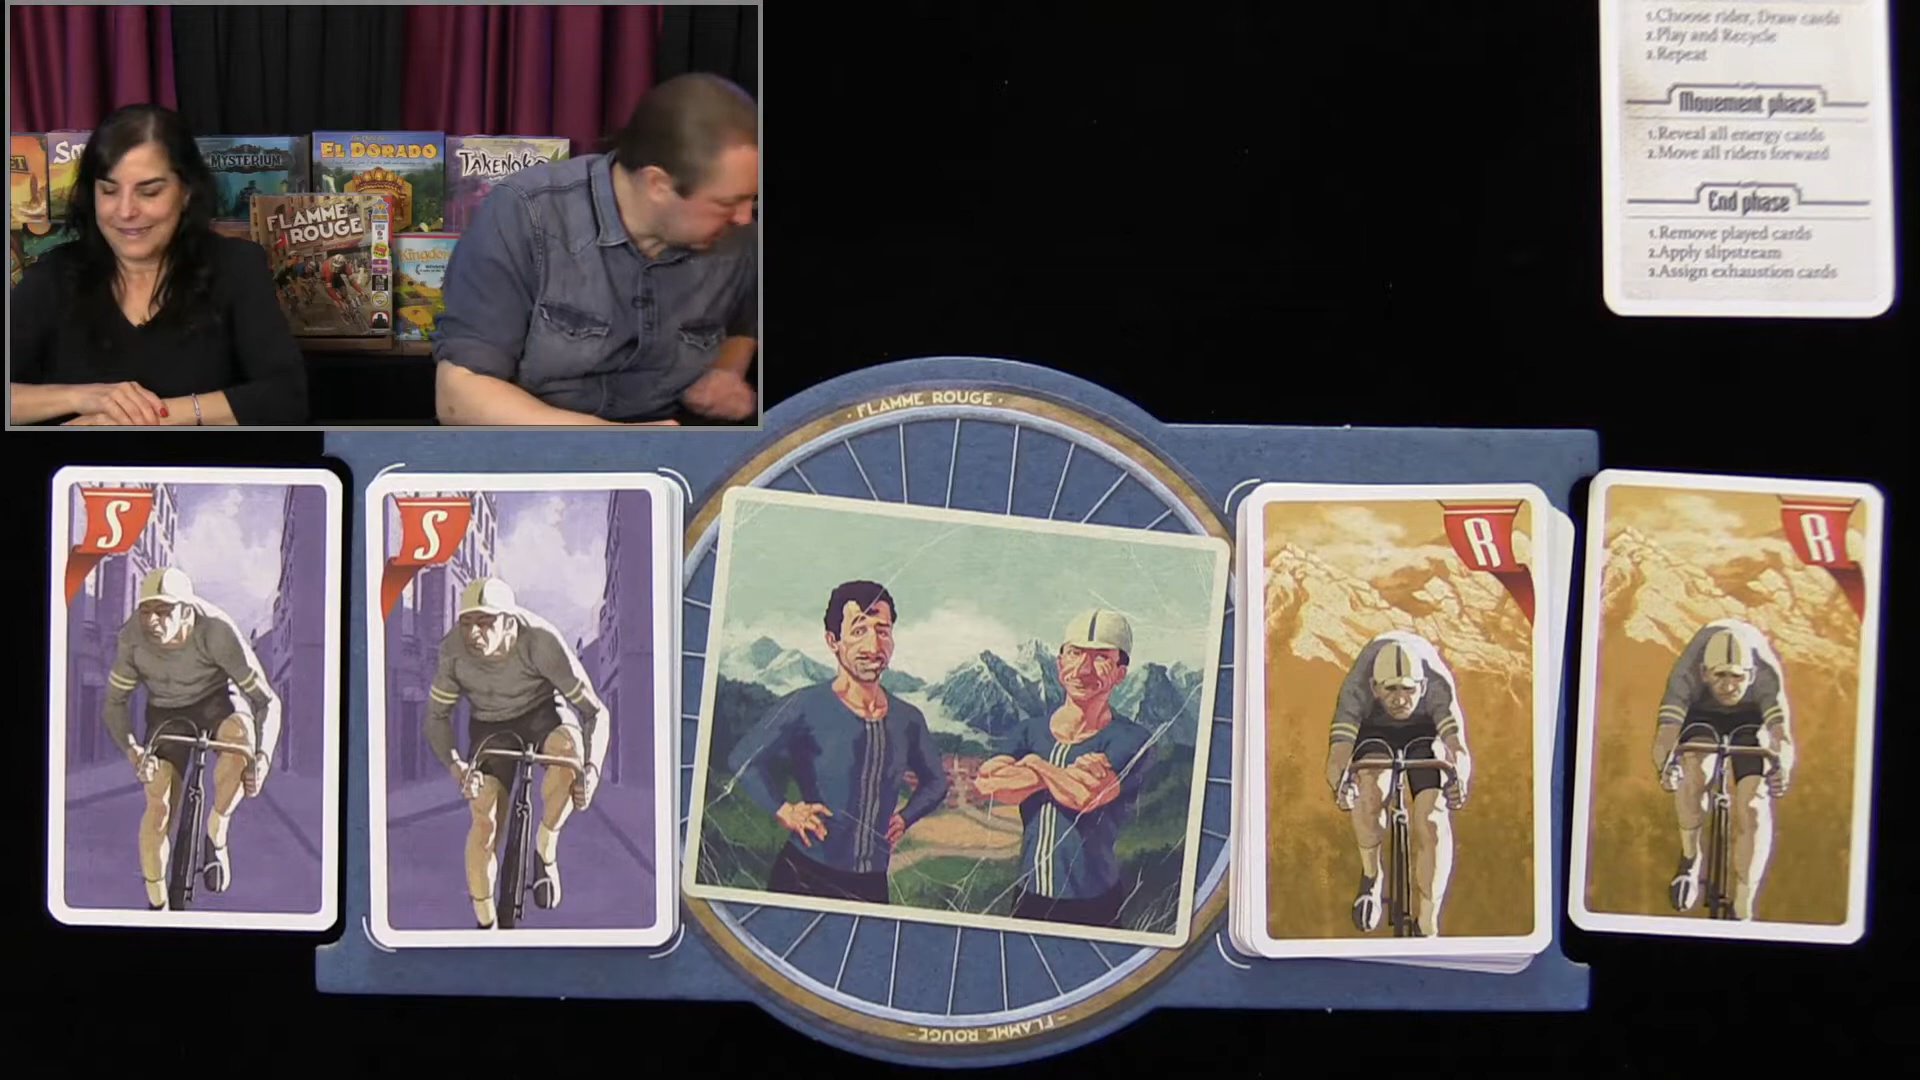 1.Choose rider, Draw cards
2.Play and Recycle
3.Repeat
Movement phase
1.Reveal all energy cards
2.Move all riders forward
End phase
1.Remove played cards
2.Apply slipstream
3.Assign exhaustion cards
MYSTERIUM
EL DORADO
TAKENOKO
FLAMME
ROUGE
· FLAMME ROUGE ·
S
S
R
R
- FLAMME ROUGE -